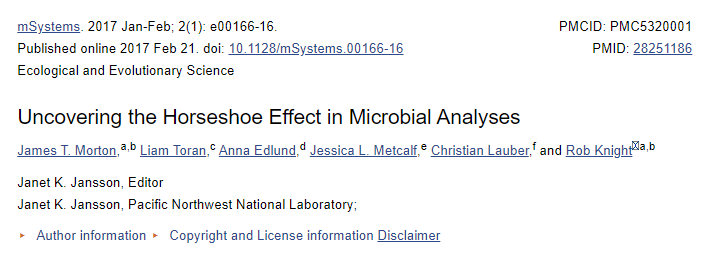 mSystems. 2017 Jan-Feb; 2(1): e00166-16.
PMCID: PMC5320001
Published online 2017 Feb 21. doi: 10.1128/mSystems.00166-16
PMID: 28251186
Ecological and Evolutionary Science
Uncovering the Horseshoe Effect in Microbial Analyses
James T. Morton,a,b Liam Toran,c Anna Edlund,d Jessica L. Metcalf,e Christian Lauber,f and Rob Knighta,b
Janet K. Jansson, Editor
Janet K. Jansson, Pacific Northwest National Laboratory;
Author information Copyright and License information Disclaimer